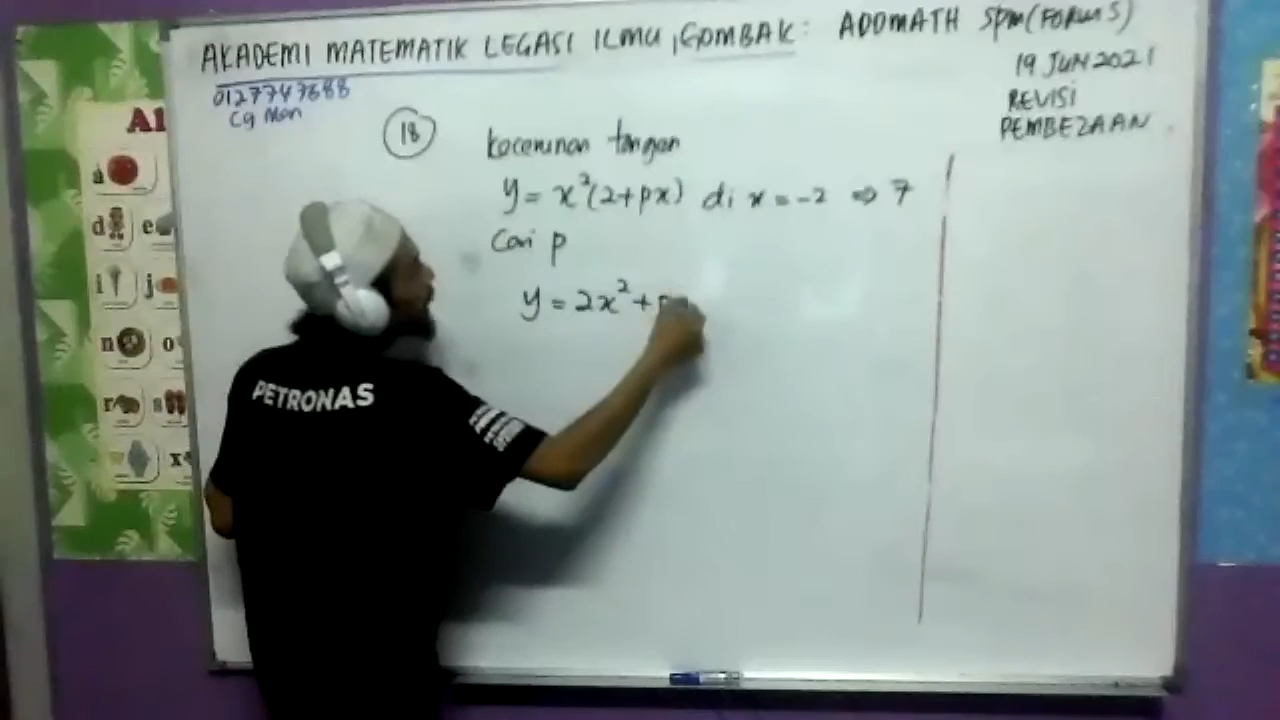 AKADEMI MATEMATIK LEGASI ILMU, GOMBAK: ADDMATH SPM (FORM 5)
0127747688
Cg Man
19 JUN 2021
REVISI
PEMBEZAAN
18 kecerunan tangen
y = x²(2+px) di x = -2 ⇒ 7
Cari p
y = 2x² +
PETRONAS
A1
a
d e
i j
n o
r s
x